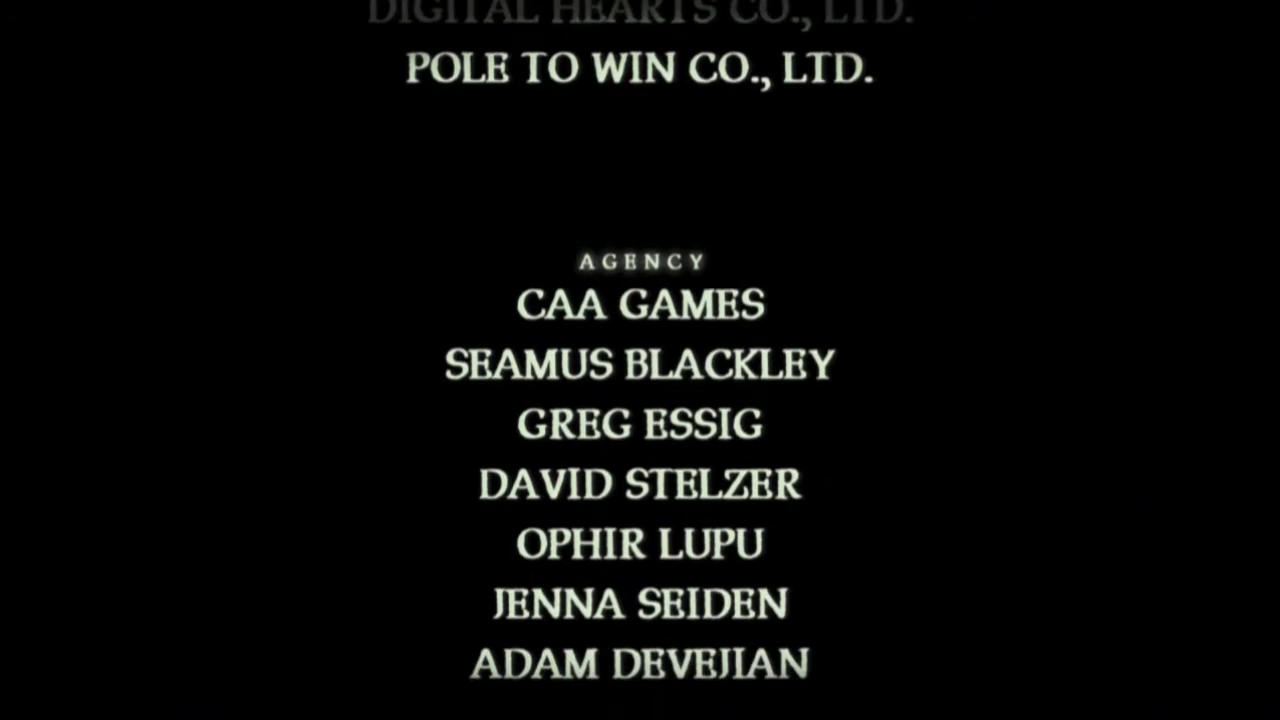 DIGITAL HEARTS CO., LTD.
POLE TO WIN CO., LTD.
AGENCY
CAA GAMES
SEAMUS BLACKLEY
GREG ESSIG
DAVID STELZER
OPHIR LUPU
JENNA SEIDEN
ADAM DEVEJIAN